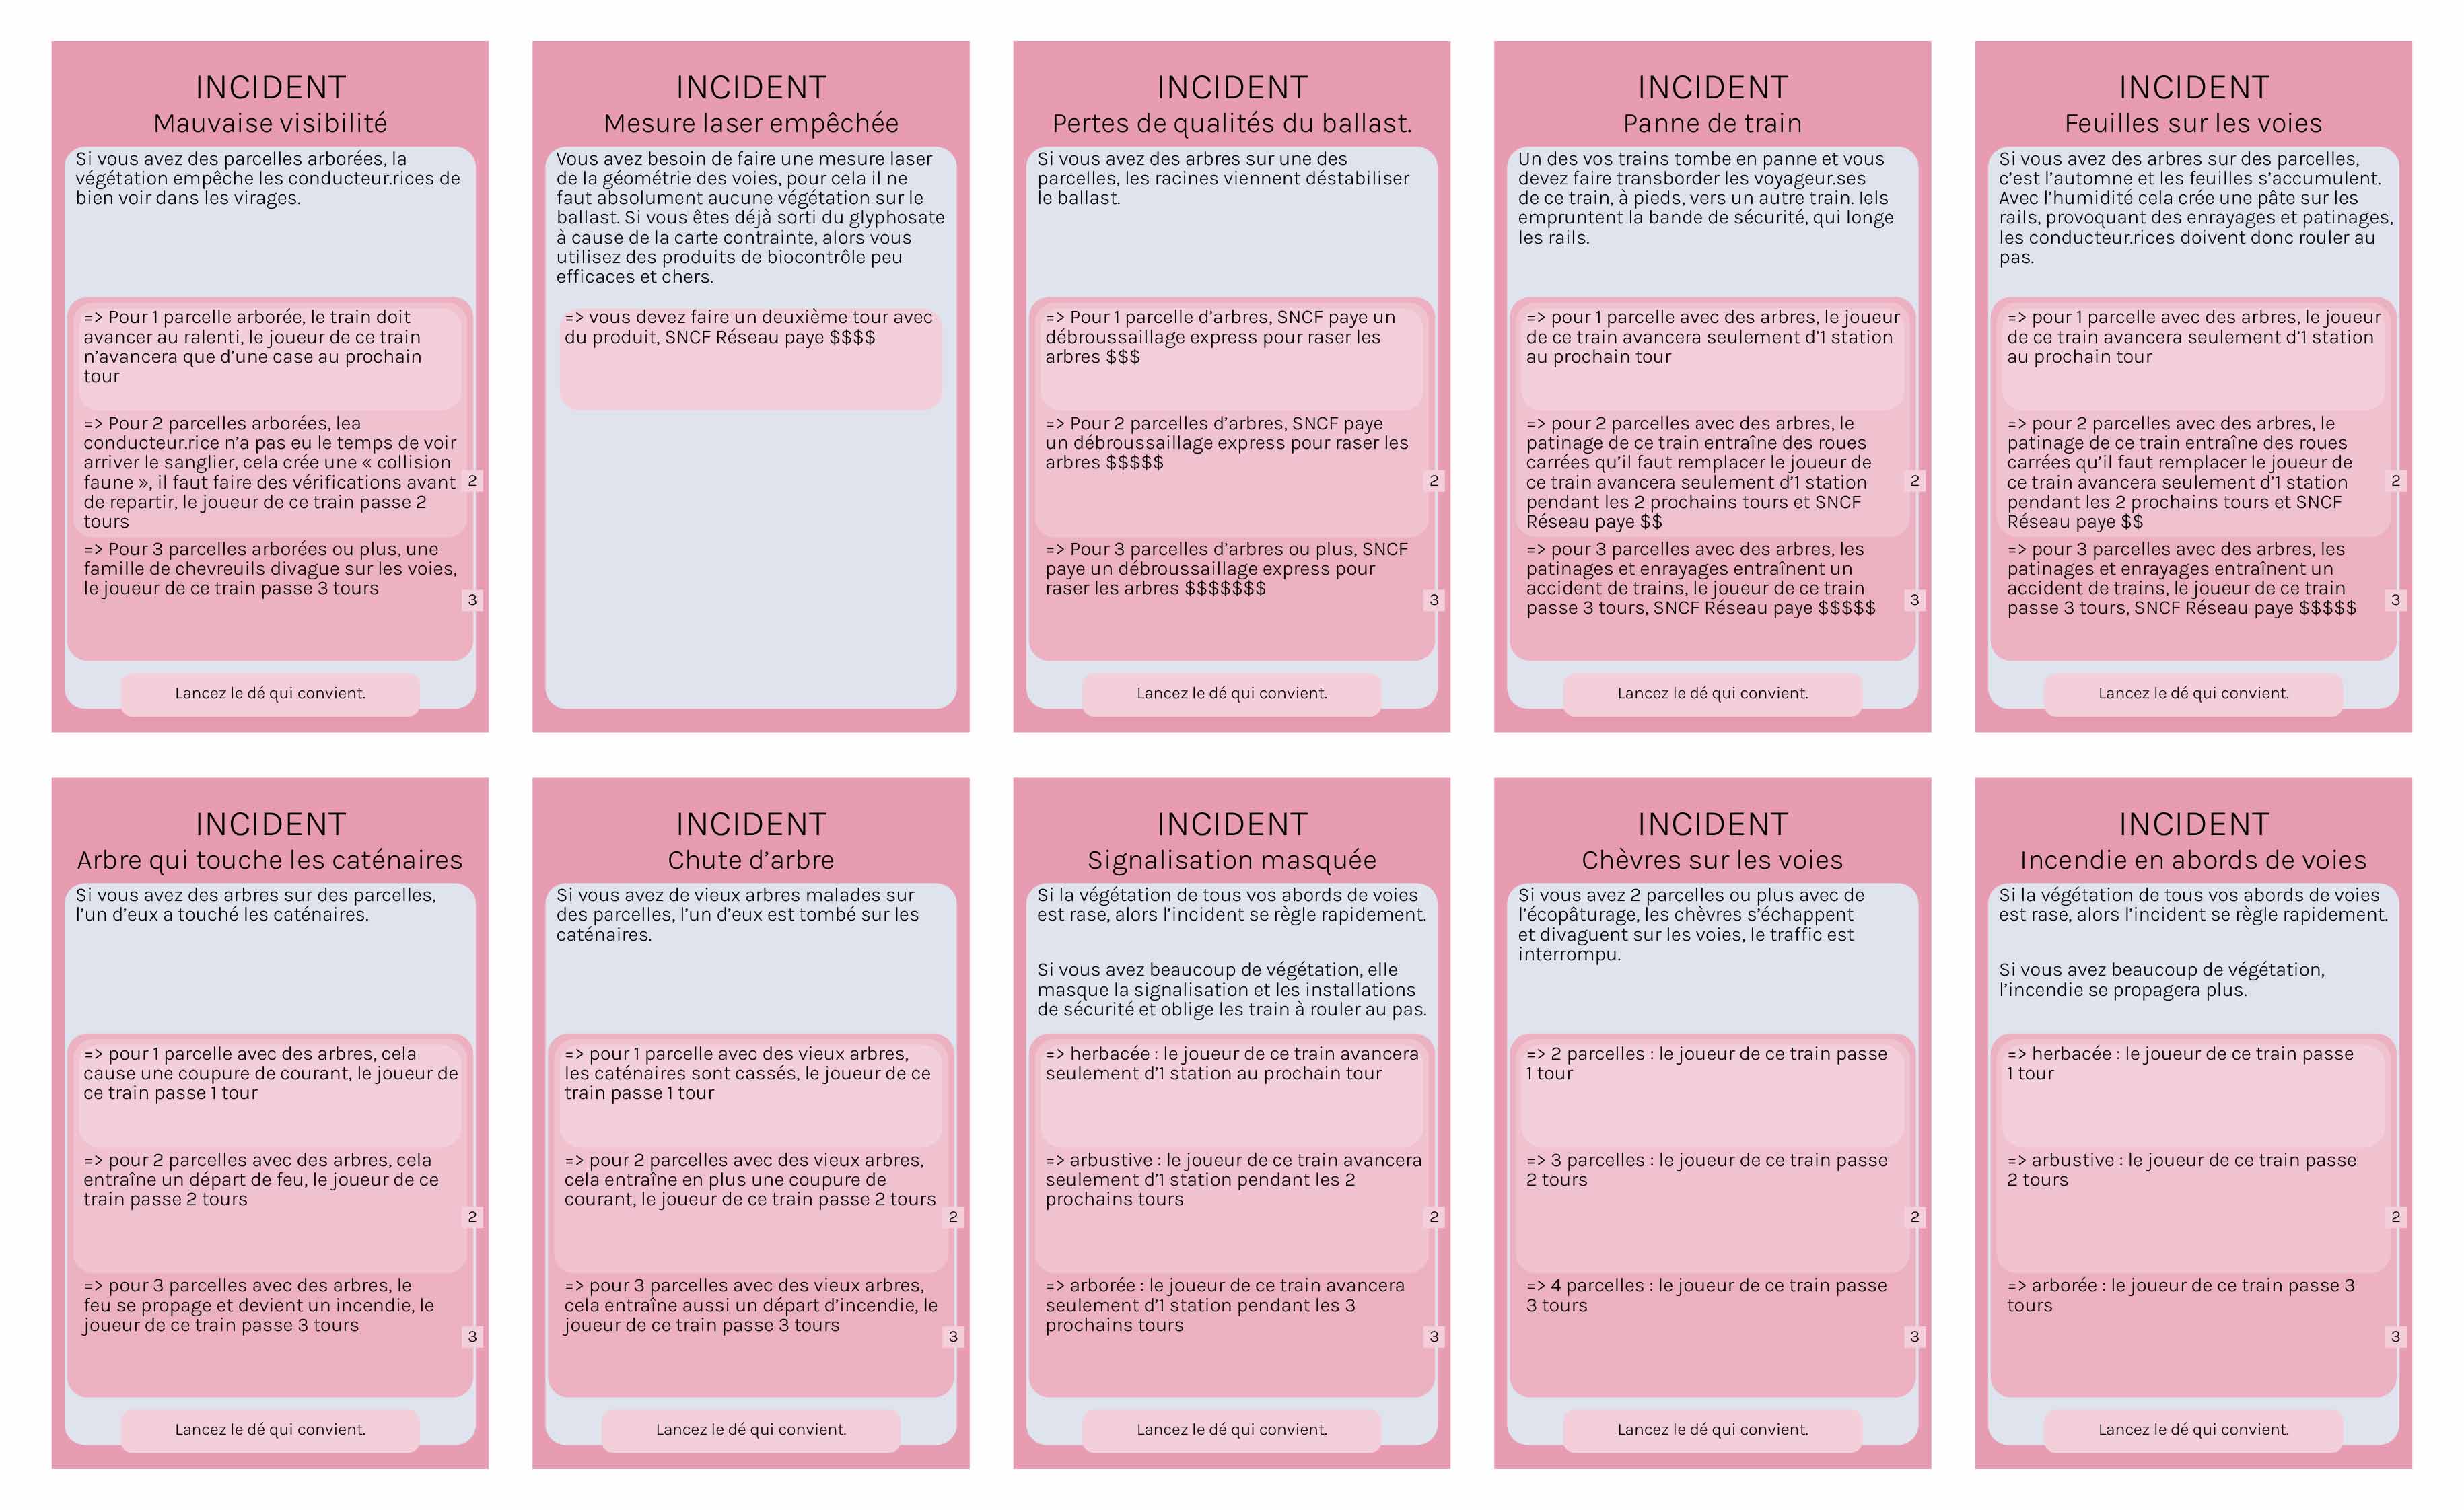 INCIDENT
Mauvaise visibilité
Si vous avez des parcelles arborées, la
végétation empêche les conducteur.rices de
bien voir dans les virages.
=> Pour 1 parcelle arborée, le train doit
avancer au ralenti, le joueur de ce train
n’avancera que d’une case au prochain
tour
=> Pour 2 parcelles arborées, lea
conducteur.rice n’a pas eu le temps de voir
arriver le sanglier, cela crée une « collision
faune », il faut faire des vérifications avant
de repartir, le joueur de ce train passe 2
tours
2
=> Pour 3 parcelles arborées ou plus, une
famille de chevreuils divague sur les voies,
le joueur de ce train passe 3 tours
3
Lancez le dé qui convient.
INCIDENT
Mesure laser empêchée
Vous avez besoin de faire une mesure laser
de la géométrie des voies, pour cela il ne
faut absolument aucune végétation sur le
ballast. Si vous êtes déjà sorti du glyphosate
à cause de la carte contrainte, alors vous
utilisez des produits de biocontrôle peu
efficaces et chers.
=> vous devez faire un deuxième tour avec
du produit, SNCF Réseau paye $$$$
INCIDENT
Pertes de qualités du ballast.
Si vous avez des arbres sur une des
parcelles, les racines viennent déstabiliser
le ballast.
=> Pour 1 parcelle d’arbres, SNCF paye un
débroussaillage express pour raser les
arbres $$$
=> Pour 2 parcelles d’arbres, SNCF paye
un débroussaillage express pour raser les
arbres $$$$$
2
=> Pour 3 parcelles d’arbres ou plus, SNCF
paye un débroussaillage express pour
raser les arbres $$$$$$$
3
Lancez le dé qui convient.
INCIDENT
Panne de train
Un des vos trains tombe en panne et vous
devez faire transborder les voyageur.ses
de ce train, à pieds, vers un autre train. Iels
empruntent la bande de sécurité, qui longe
les rails.
=> pour 1 parcelle avec des arbres, le joueur
de ce train avancera seulement d’1 station
au prochain tour
=> pour 2 parcelles avec des arbres, le
patinage de ce train entraîne des roues
carrées qu’il faut remplacer le joueur de
ce train avancera seulement d’1 station
pendant les 2 prochains tours et SNCF
Réseau paye $$
2
=> pour 3 parcelles avec des arbres, les
patinages et enrayages entraînent un
accident de trains, le joueur de ce train
passe 3 tours, SNCF Réseau paye $$$$$
3
Lancez le dé qui convient.
INCIDENT
Feuilles sur les voies
Si vous avez des arbres sur des parcelles,
c’est l’automne et les feuilles s’accumulent.
Avec l’humidité cela crée une pâte sur les
rails, provoquant des enrayages et patinages,
les conducteur.rices doivent donc rouler au
pas.
=> pour 1 parcelle avec des arbres, le joueur
de ce train avancera seulement d’1 station
au prochain tour
=> pour 2 parcelles avec des arbres, le
patinage de ce train entraîne des roues
carrées qu’il faut remplacer le joueur de
ce train avancera seulement d’1 station
pendant les 2 prochains tours et SNCF
Réseau paye $$
2
=> pour 3 parcelles avec des arbres, les
patinages et enrayages entraînent un
accident de trains, le joueur de ce train
passe 3 tours, SNCF Réseau paye $$$$$
3
Lancez le dé qui convient.
INCIDENT
Arbre qui touche les caténaires
Si vous avez des arbres sur des parcelles,
l’un d’eux a touché les caténaires.
=> pour 1 parcelle avec des arbres, cela
cause une coupure de courant, le joueur de
ce train passe 1 tour
=> pour 2 parcelles avec des arbres, cela
entraîne un départ de feu, le joueur de ce
train passe 2 tours
2
=> pour 3 parcelles avec des arbres, le
feu se propage et devient un incendie, le
joueur de ce train passe 3 tours
3
Lancez le dé qui convient.
INCIDENT
Chute d’arbre
Si vous avez de vieux arbres malades sur
des parcelles, l’un d’eux est tombé sur les
caténaires.
=> pour 1 parcelle avec des vieux arbres,
les caténaires sont cassés, le joueur de ce
train passe 1 tour
=> pour 2 parcelles avec des vieux arbres,
cela entraîne en plus une coupure de
courant, le joueur de ce train passe 2 tours
2
=> pour 3 parcelles avec des vieux arbres,
cela entraîne aussi un départ d’incendie, le
joueur de ce train passe 3 tours
3
Lancez le dé qui convient.
INCIDENT
Signalisation masquée
Si la végétation de tous vos abords de voies
est rase, alors l’incident se règle rapidement.
Si vous avez beaucoup de végétation, elle
masque la signalisation et les installations
de sécurité et oblige les train à rouler au pas.
=> herbacée : le joueur de ce train avancera
seulement d’1 station au prochain tour
=> arbustive : le joueur de ce train avancera
seulement d’1 station pendant les 2
prochains tours
2
=> arborée : le joueur de ce train avancera
seulement d’1 station pendant les 3
prochains tours
3
Lancez le dé qui convient.
INCIDENT
Chèvres sur les voies
Si vous avez 2 parcelles ou plus avec de
l’écopâturage, les chèvres s’échappent
et divaguent sur les voies, le traffic est
interrompu.
=> 2 parcelles : le joueur de ce train passe
1 tour
=> 3 parcelles : le joueur de ce train passe
2 tours
2
=> 4 parcelles : le joueur de ce train passe
3 tours
3
Lancez le dé qui convient.
INCIDENT
Incendie en abords de voies
Si la végétation de tous vos abords de voies
est rase, alors l’incident se règle rapidement.
Si vous avez beaucoup de végétation,
l’incendie se propagera plus.
=> herbacée : le joueur de ce train passe
1 tour
=> arbustive : le joueur de ce train passe
2 tours
2
=> arborée : le joueur de ce train passe 3
tours
3
Lancez le dé qui convient.